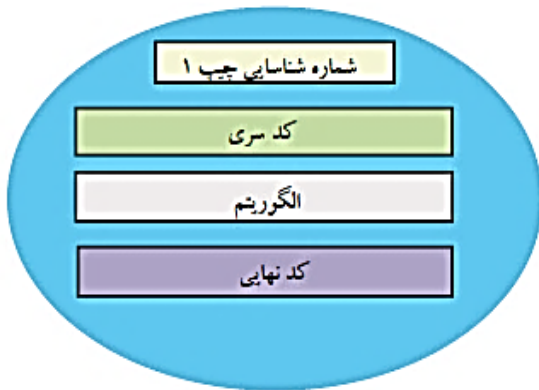 شماره شناسایی چیپ ۱
کد سری
الگوریتم
کد نهایی